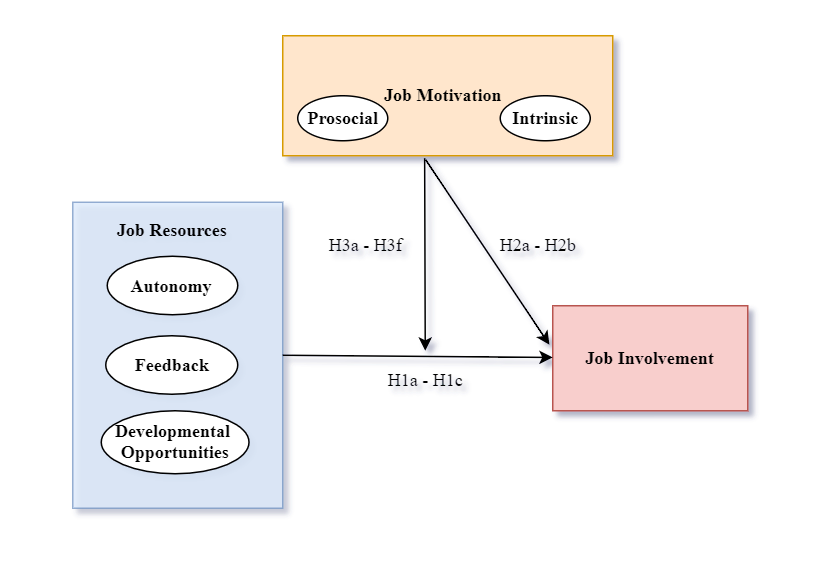 Job Motivation
Prosocial
Intrinsic
Job Resources
Autonomy
Feedback
Developmental
Opportunities
H3a - H3f
H2a - H2b
H1a - H1c
Job Involvement